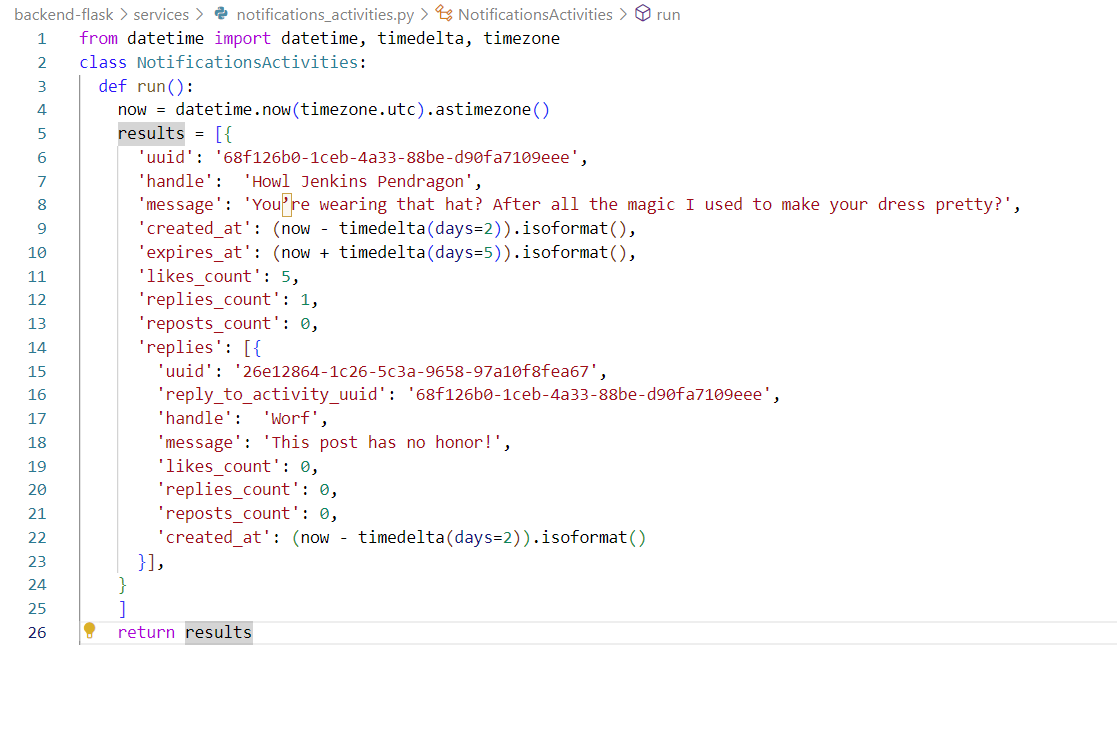 backend-flask > services > notifications_activities.py > NotificationsActivities > run
1 from datetime import datetime, timedelta, timezone
2 class NotificationsActivities:
3   def run():
4     now = datetime.now(timezone.utc).astimezone()
5     results = [{
6       'uuid': '68f126b0-1ceb-4a33-88be-d90fa7109eee',
7       'handle':  'Howl Jenkins Pendragon',
8       'message': 'You’re wearing that hat? After all the magic I used to make your dress pretty?',
9       'created_at': (now - timedelta(days=2)).isoformat(),
10       'expires_at': (now + timedelta(days=5)).isoformat(),
11       'likes_count': 5,
12       'replies_count': 1,
13       'reposts_count': 0,
14       'replies': [{
15         'uuid': '26e12864-1c26-5c3a-9658-97a10f8fea67',
16         'reply_to_activity_uuid': '68f126b0-1ceb-4a33-88be-d90fa7109eee',
17         'handle':  'Worf',
18         'message': 'This post has no honor!',
19         'likes_count': 0,
20         'replies_count': 0,
21         'reposts_count': 0,
22         'created_at': (now - timedelta(days=2)).isoformat()
23       }],
24     }
25     ]
26     return results